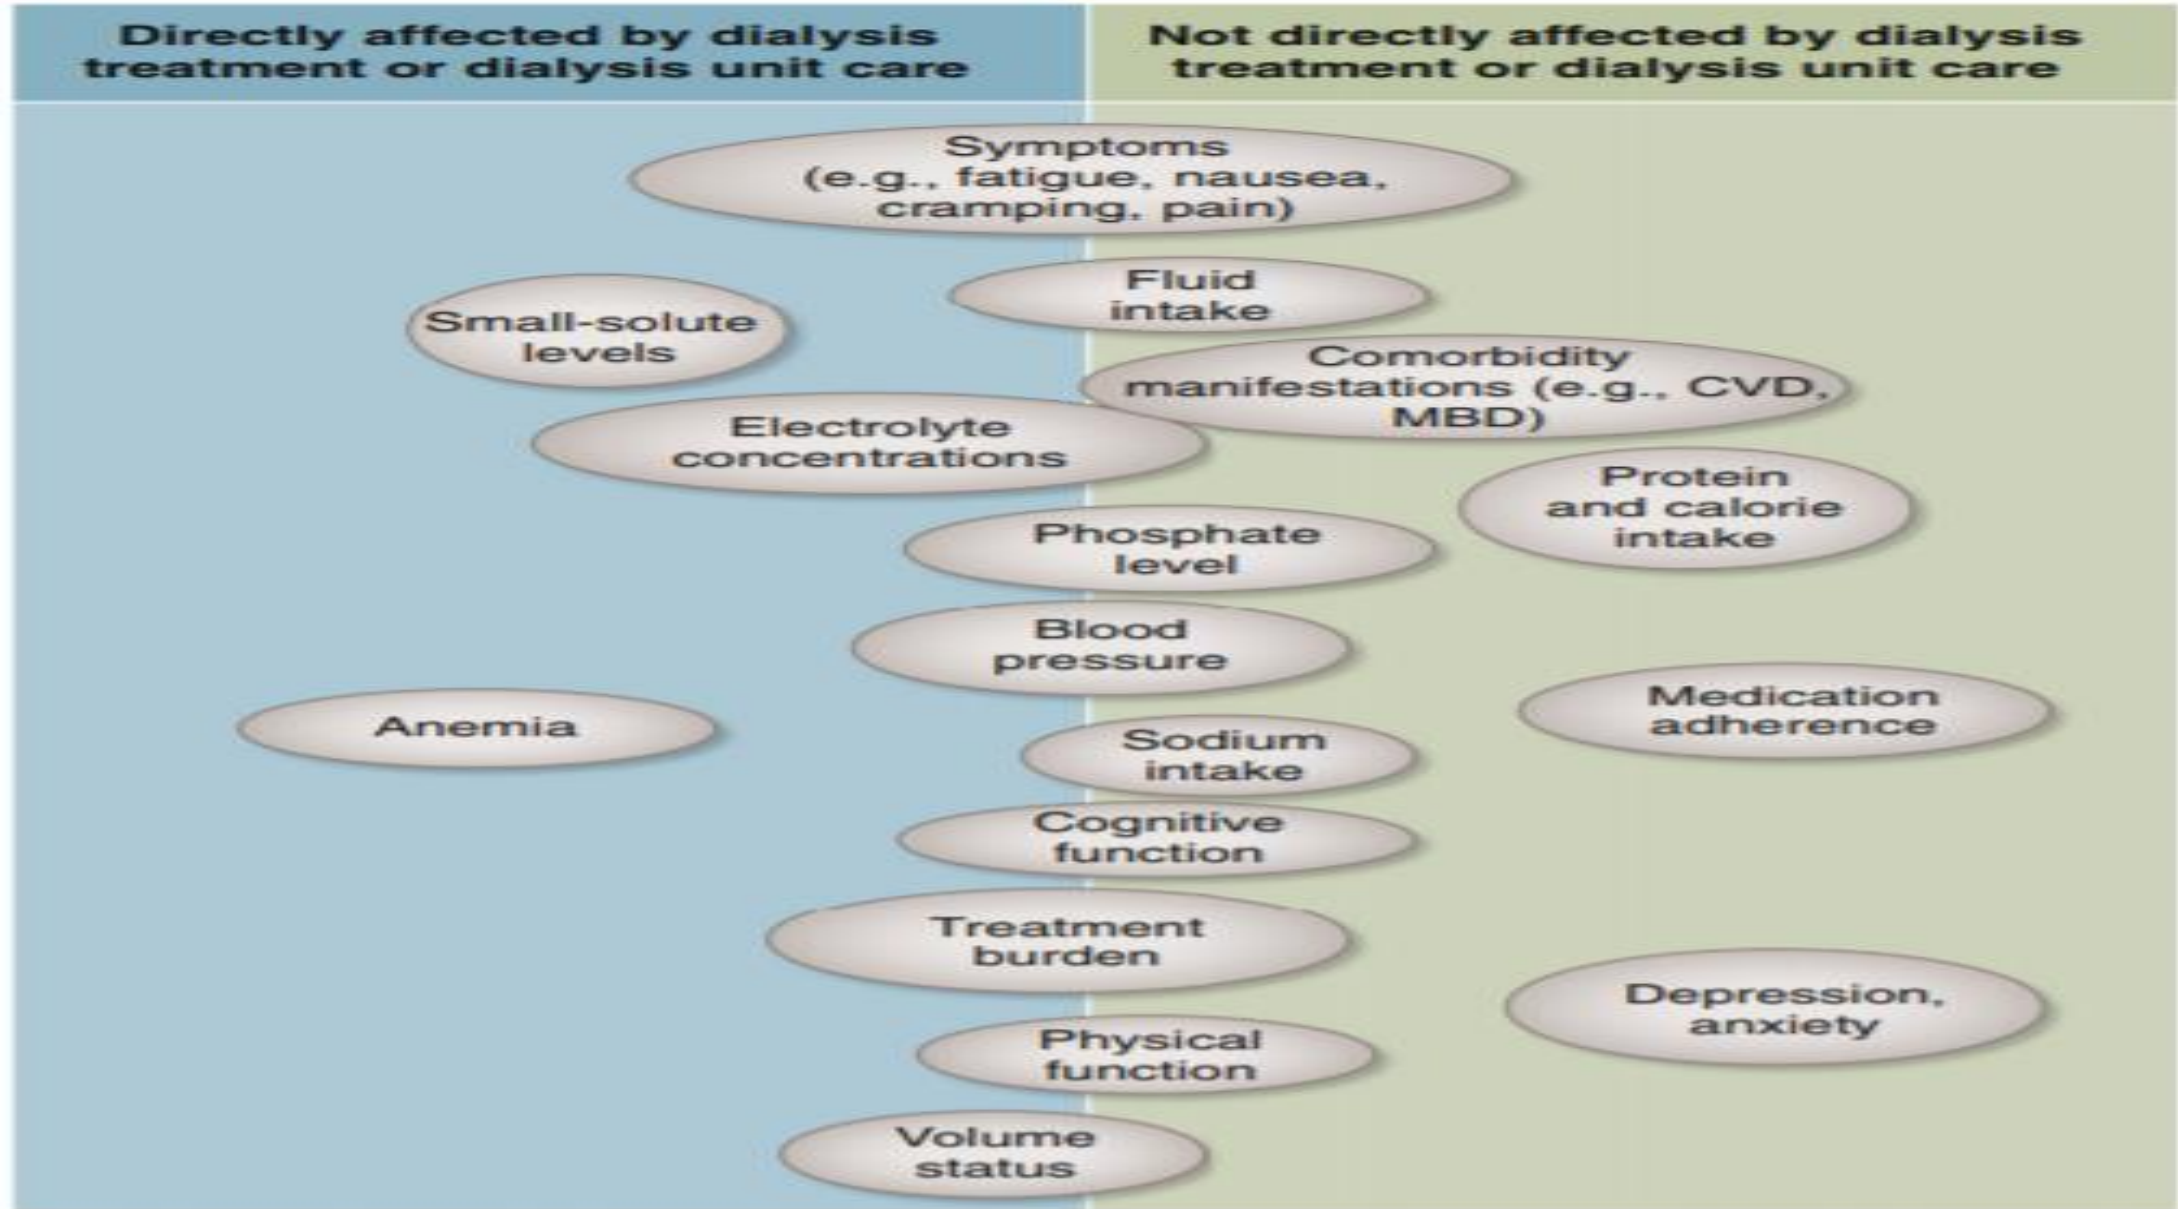 Directly affected by dialysis
treatment or dialysis unit care
Not directly affected by dialysis
treatment or dialysis unit care
Symptoms
(e.g., fatigue, nausea,
cramping, pain)
Fluid
intake
Small-solute
levels
Comorbidity
manifestations (e.g., CVD,
MBD)
Electrolyte
concentrations
Protein
and calorie
intake
Phosphate
level
Blood
pressure
Medication
adherence
Anemia
Sodium
intake
Cognitive
function
Treatment
burden
Depression,
anxiety
Physical
function
Volume
status